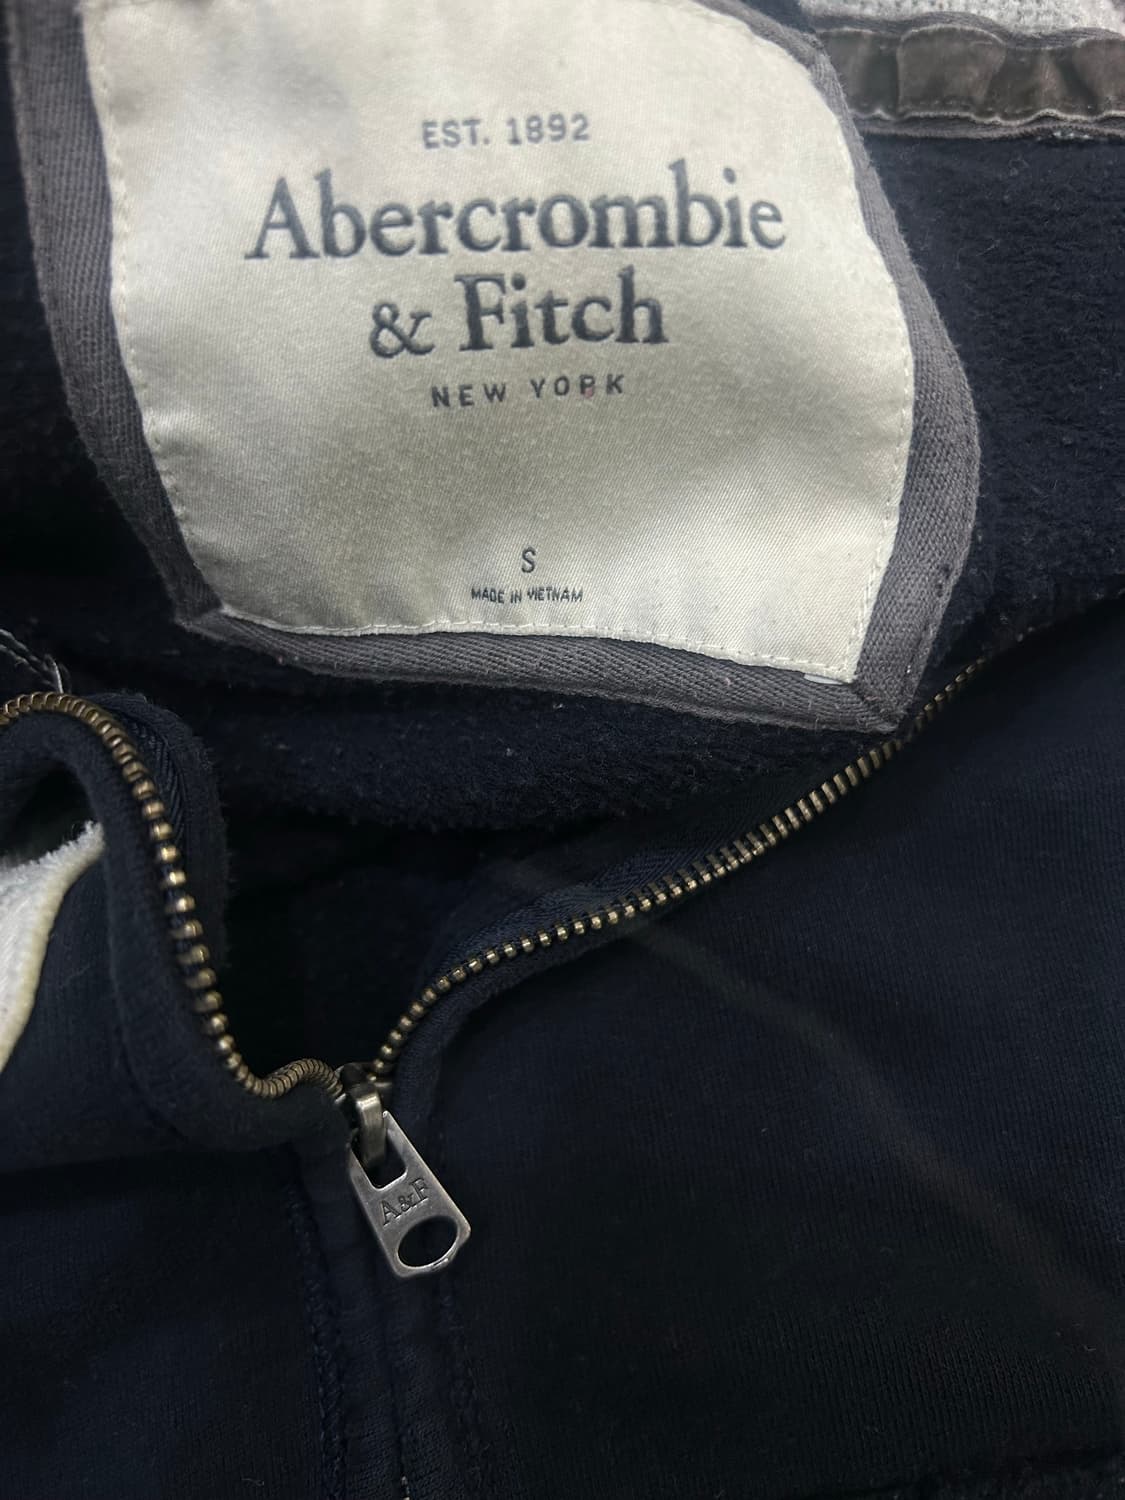 EST. 1892
Abercrombie
& Fitch
NEW YORK
S
MADE IN VIETNAM
A&F